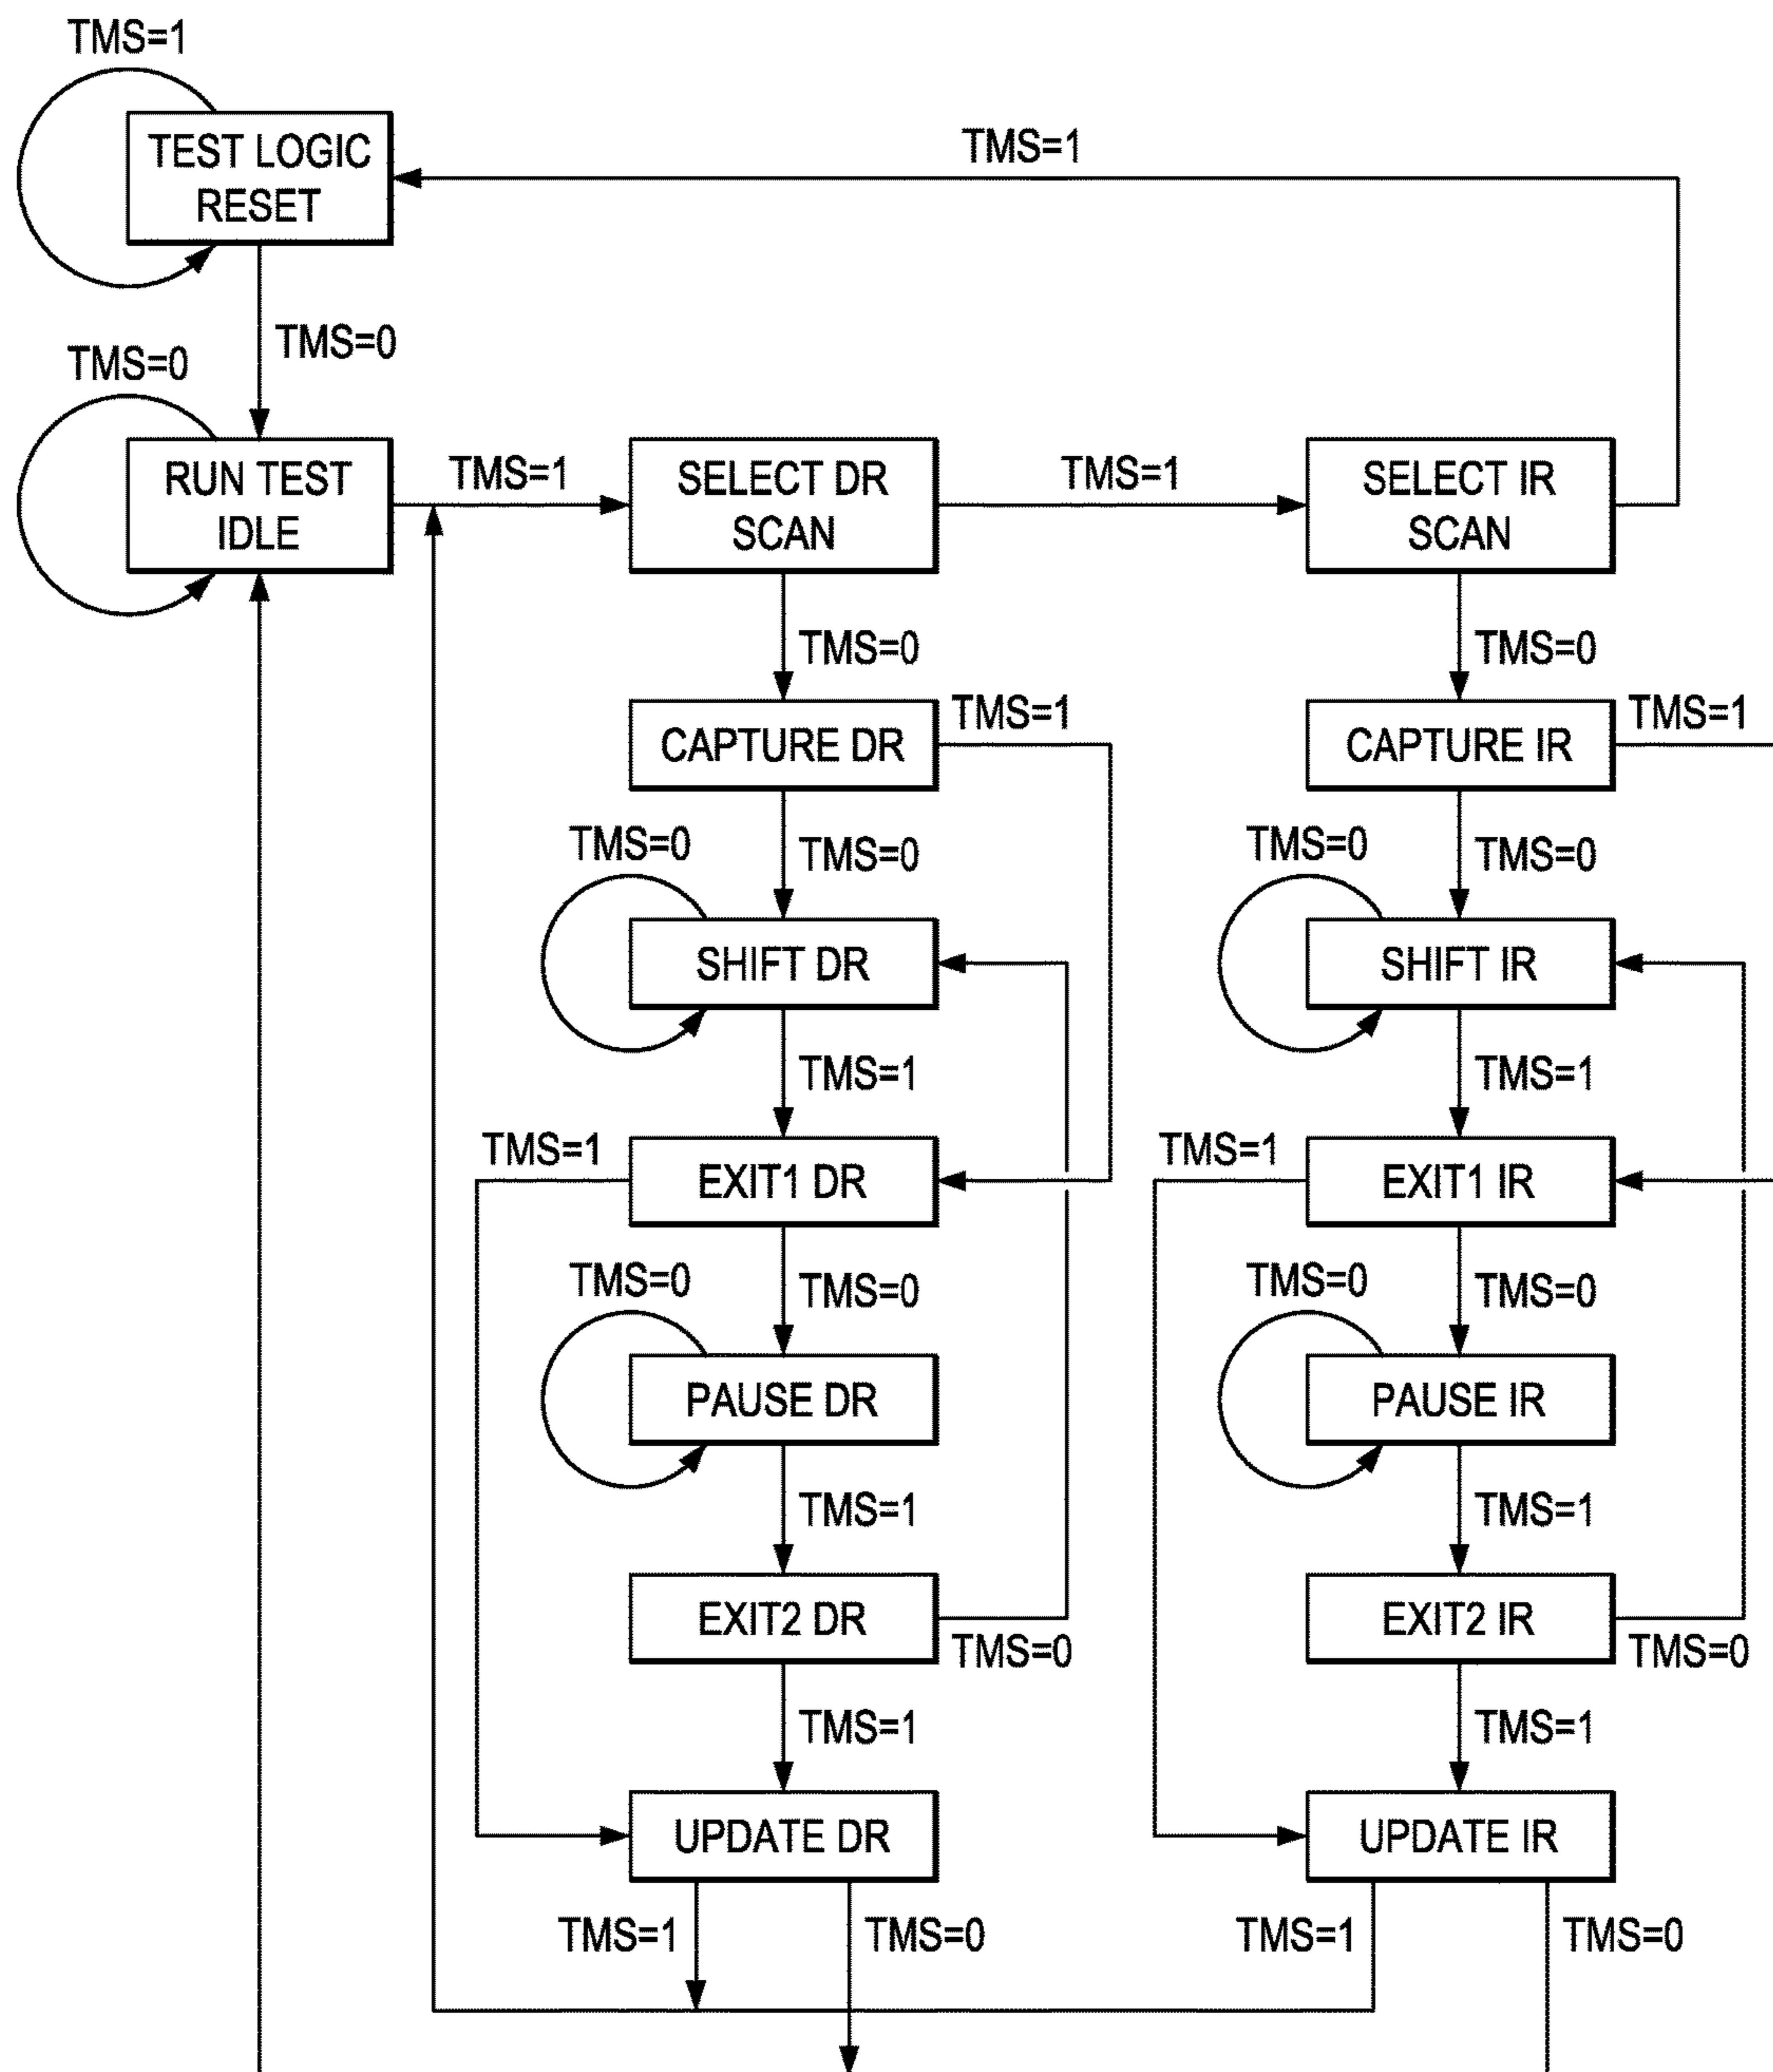 TMS=1
TEST LOGIC
RESET
TMS=1
TMS=0
TMS=0
RUN TEST
IDLE
TMS=1
SELECT DR
SCAN
TMS=1
SELECT IR
SCAN
TMS=0
TMS=0
CAPTURE DR
TMS=1
CAPTURE IR
TMS=1
TMS=0
TMS=0
TMS=0
TMS=0
SHIFT DR
SHIFT IR
TMS=1
TMS=1
TMS=1
EXIT1 DR
TMS=1
EXIT1 IR
TMS=0
TMS=0
TMS=0
TMS=0
PAUSE DR
PAUSE IR
TMS=1
TMS=1
EXIT2 DR
TMS=0
EXIT2 IR
TMS=0
TMS=1
TMS=1
UPDATE DR
UPDATE IR
TMS=1
TMS=0
TMS=1
TMS=0